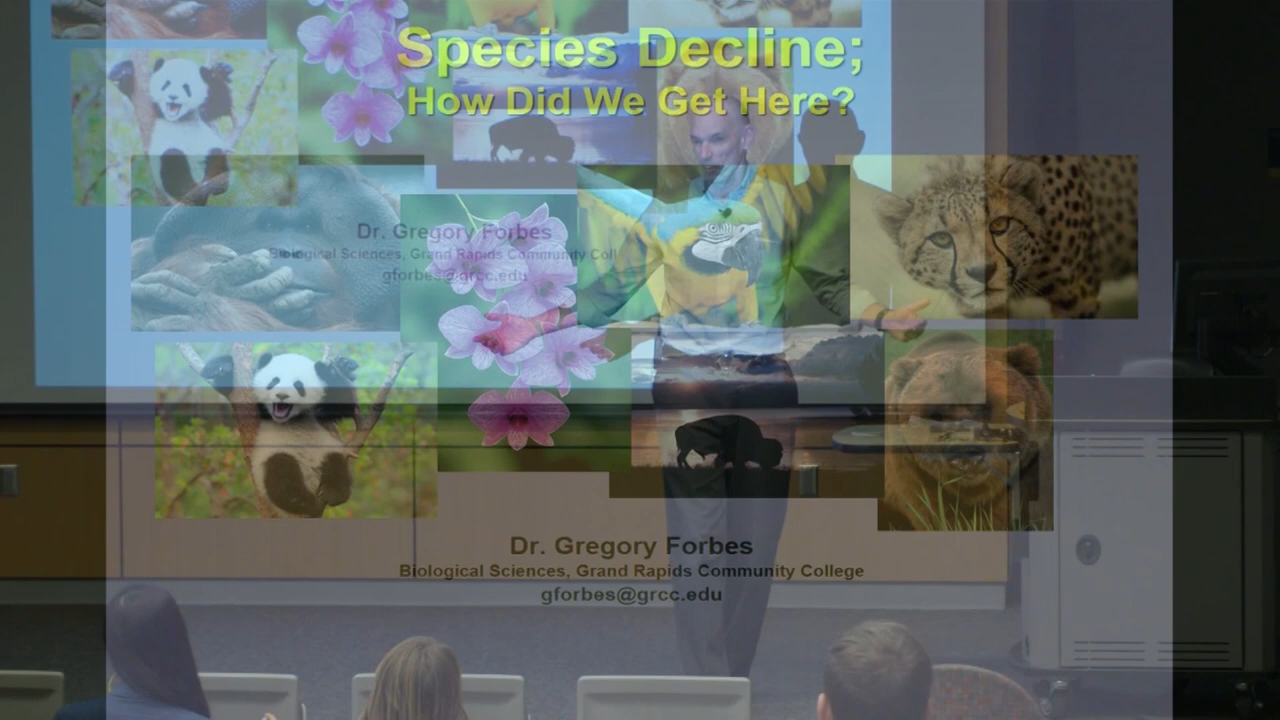 Species Decline;
How Did We Get Here?
Dr. Gregory Forbes
Biological Sciences, Grand Rapids Community Coll
gforbes@grcc.edu
Dr. Gregory Forbes
Biological Sciences, Grand Rapids Community College
gforbes@grcc.edu